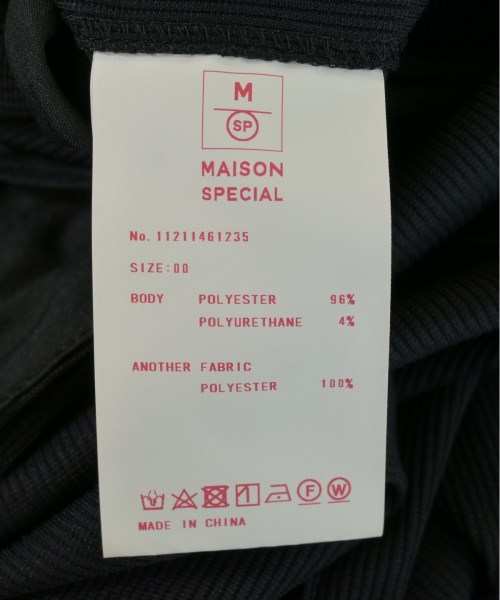 M
SP
MAISON
SPECIAL
No. 11211461235
SIZE:00
BODY POLYESTER 96%
POLYURETHANE 4%
ANOTHER FABRIC
POLYESTER 100%
F W
MADE IN CHINA